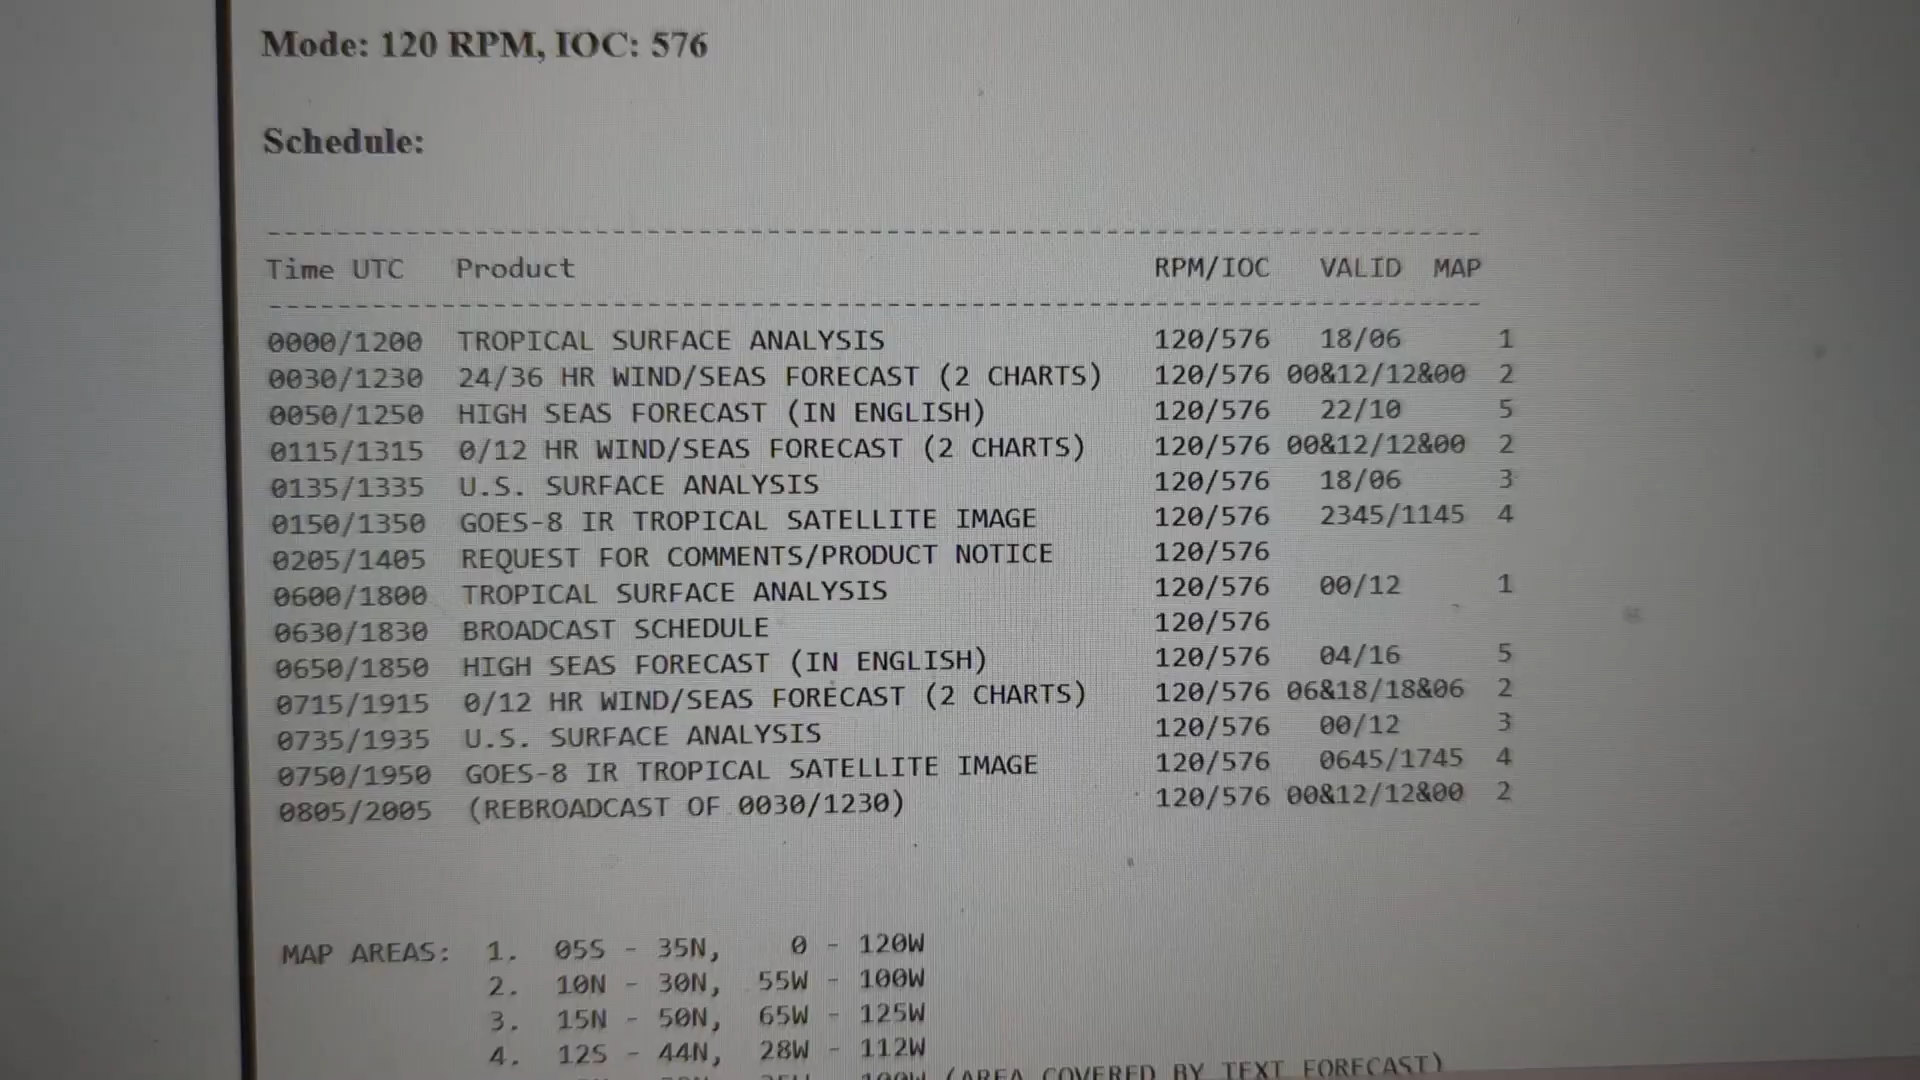 Mode: 120 RPM, IOC: 576
Schedule:
--------------------------------------------------------------------------------
Time UTC Product RPM/IOC VALID MAP
--------------------------------------------------------------------------------
0000/1200 TROPICAL SURFACE ANALYSIS 120/576 18/06 1
0030/1230 24/36 HR WIND/SEAS FORECAST (2 CHARTS) 120/576 00&12/12&00 2
0050/1250 HIGH SEAS FORECAST (IN ENGLISH) 120/576 22/10 5
0115/1315 0/12 HR WIND/SEAS FORECAST (2 CHARTS) 120/576 00&12/12&00 2
0135/1335 U.S. SURFACE ANALYSIS 120/576 18/06 3
0150/1350 GOES-8 IR TROPICAL SATELLITE IMAGE 120/576 2345/1145 4
0205/1405 REQUEST FOR COMMENTS/PRODUCT NOTICE 120/576
0600/1800 TROPICAL SURFACE ANALYSIS 120/576 00/12 1
0630/1830 BROADCAST SCHEDULE 120/576
0650/1850 HIGH SEAS FORECAST (IN ENGLISH) 120/576 04/16 5
0715/1915 0/12 HR WIND/SEAS FORECAST (2 CHARTS) 120/576 06&18/18&06 2
0735/1935 U.S. SURFACE ANALYSIS 120/576 00/12 3
0750/1950 GOES-8 IR TROPICAL SATELLITE IMAGE 120/576 0645/1745 4
0805/2005 (REBROADCAST OF 0030/1230) 120/576 00&12/12&00 2
MAP AREAS: 1. 05S - 35N, 0 - 120W
2. 10N - 30N, 55W - 100W
3. 15N - 50N, 65W - 125W
4. 12S - 44N, 28W - 112W
100W (AREA COVERED BY TEXT FORECAST)